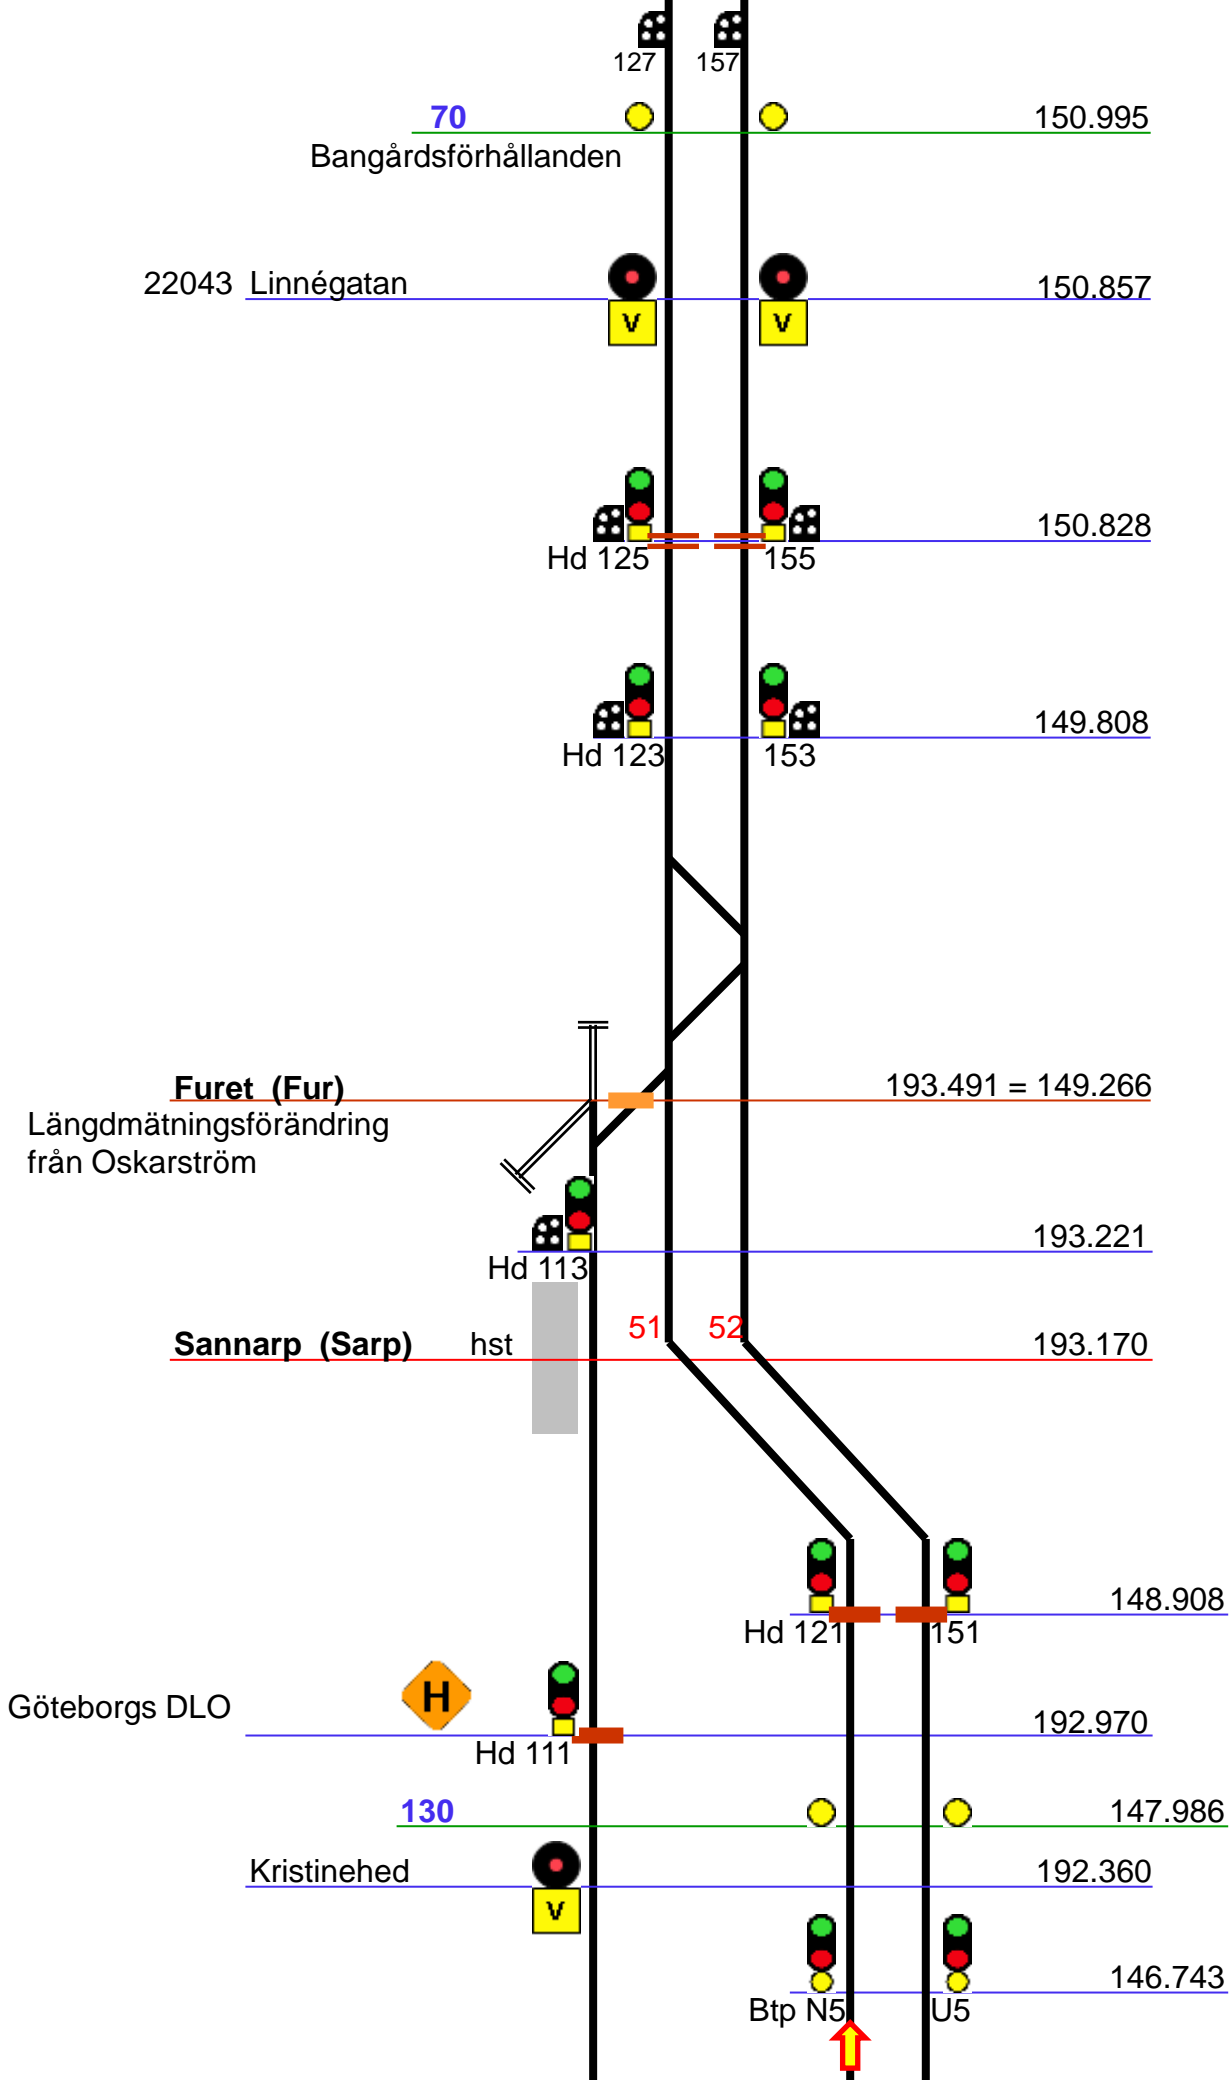 127 157
70 150.995
Bangårdsförhållanden
22043 Linnégatan 150.857
V V
150.828
Hd 125 155
149.808
Hd 123 153
Furet (Fur) 193.491 = 149.266
Längdmätningsförändring
från Oskarström
193.221
Hd 113
51 52
Sannarp (Sarp) hst 193.170
148.908
Hd 121 151
H
Göteborgs DLO 192.970
Hd 111
130 147.986
Kristinehed 192.360
V
146.743
Btp N5 U5